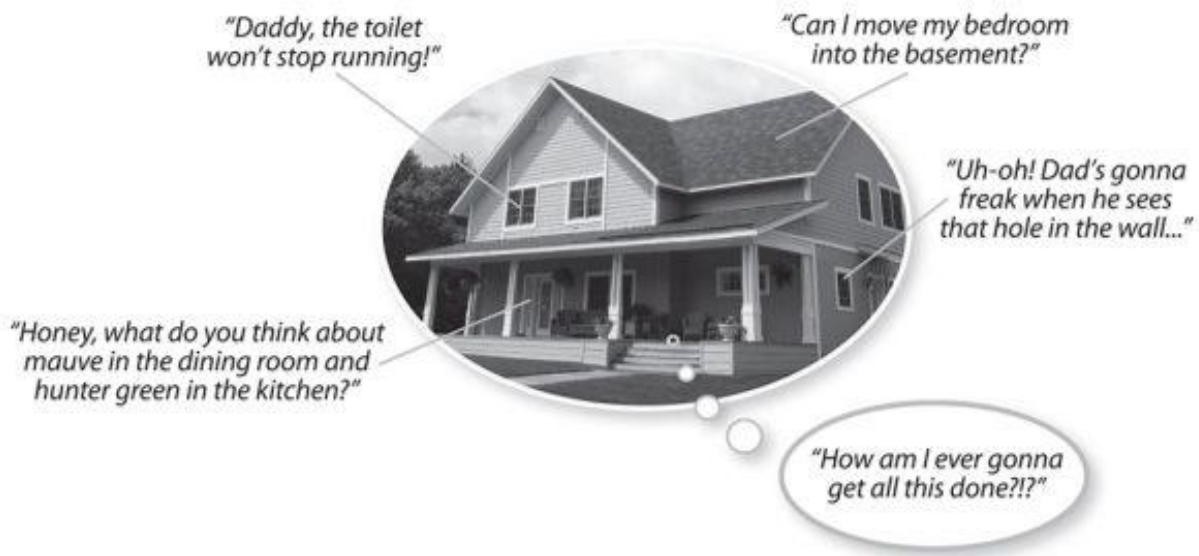 “Daddy, the toilet
won’t stop running!”
“Can I move my bedroom
into the basement?”
“Uh-oh! Dad’s gonna
freak when he sees
that hole in the wall...”
“Honey, what do you think about
mauve in the dining room and
hunter green in the kitchen?”
“How am I ever gonna
get all this done?!?”